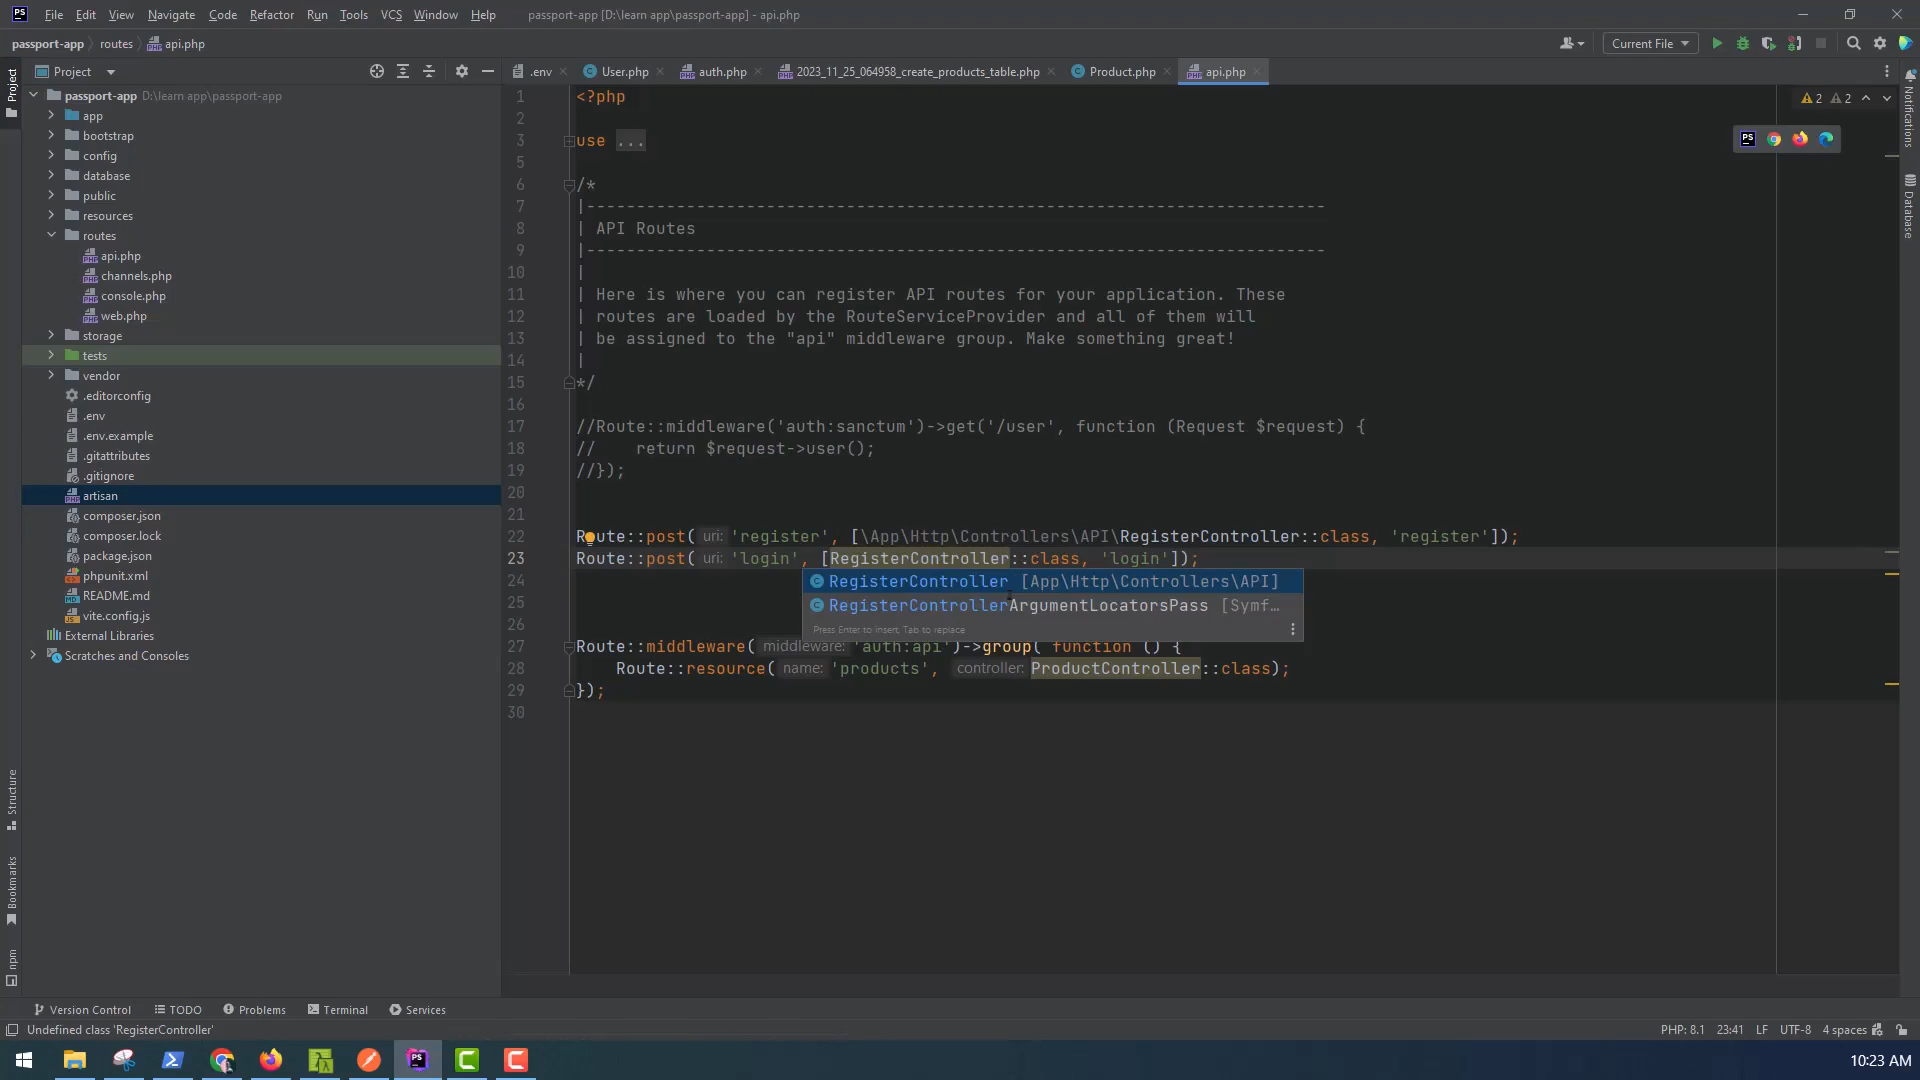 PS File Edit View Navigate Code Refactor Run Tools VCS Window Help passport-app [D:\learn app\passport-app] - api.php
passport-app routes api.php Current File
Project
.env User.php auth.php 2023_11_25_064958_create_products_table.php Product.php api.php
passport-app D:\learn app\passport-app
app
bootstrap
config
database
public
resources
routes
api.php
channels.php
console.php
web.php
storage
tests
vendor
.editorconfig
.env
.env.example
.gitattributes
.gitignore
artisan
composer.json
composer.lock
package.json
phpunit.xml
README.md
vite.config.js
External Libraries
Scratches and Consoles
Project
Structure
Bookmarks
npm
1 <?php
2
3 use ...
5
6 /*
7 |--------------------------------------------------------------------------
8 | API Routes
9 |--------------------------------------------------------------------------
10 |
11 | Here is where you can register API routes for your application. These
12 | routes are loaded by the RouteServiceProvider and all of them will
13 | be assigned to the "api" middleware group. Make something great!
14 |
15 */
16
17 //Route::middleware('auth:sanctum')->get('/user', function (Request $request) {
18 //    return $request->user();
19 //});
20
21
22 Route::post( uri: 'register', [\App\Http\Controllers\API\RegisterController::class, 'register']);
23 Route::post( uri: 'login', [RegisterController::class, 'login']);
24
25
26
27 Route::middleware( middleware: 'auth:api')->group( function () {
28     Route::resource( name: 'products', controller: ProductController::class);
29 });
30
RegisterController [App\Http\Controllers\API]
RegisterControllerArgumentLocatorsPass [Symf…
Press Enter to insert, Tab to replace
2 2
PS
Notifications
Database
Version Control TODO Problems Terminal Services
Undefined class 'RegisterController' PHP: 8.1 23:41 LF UTF-8 4 spaces
PS C C
10:23 AM